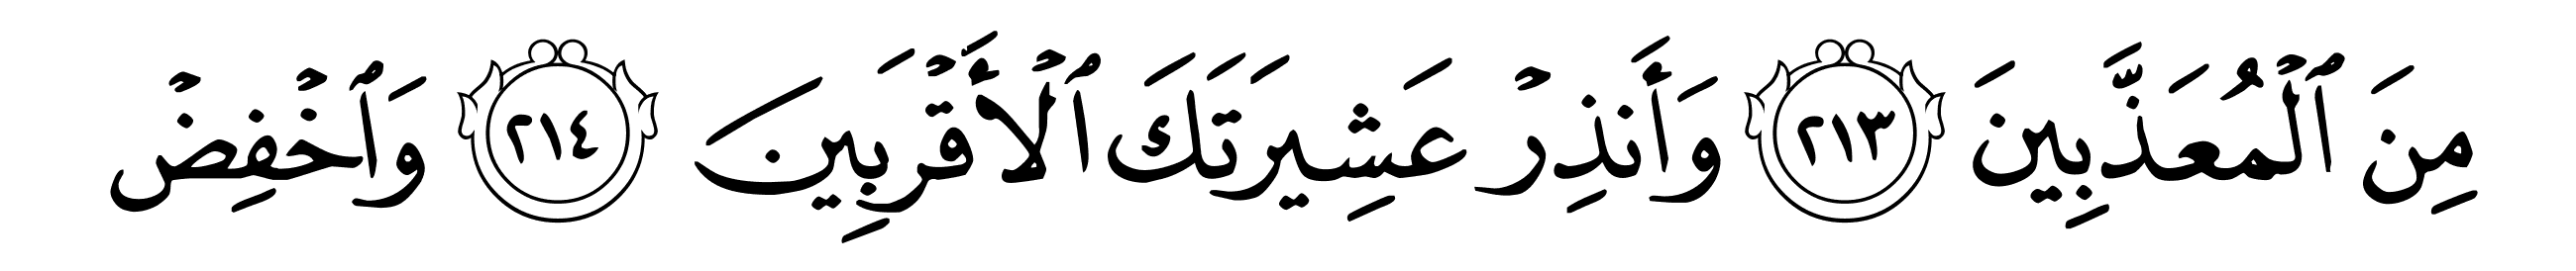 مِنَ ٱلْمُعَذَّبِينَ ٢١٣ وَأَنذِرْ عَشِيرَتَكَ ٱلْأَقْرَبِينَ ٢١٤ وَٱخْفِضْ